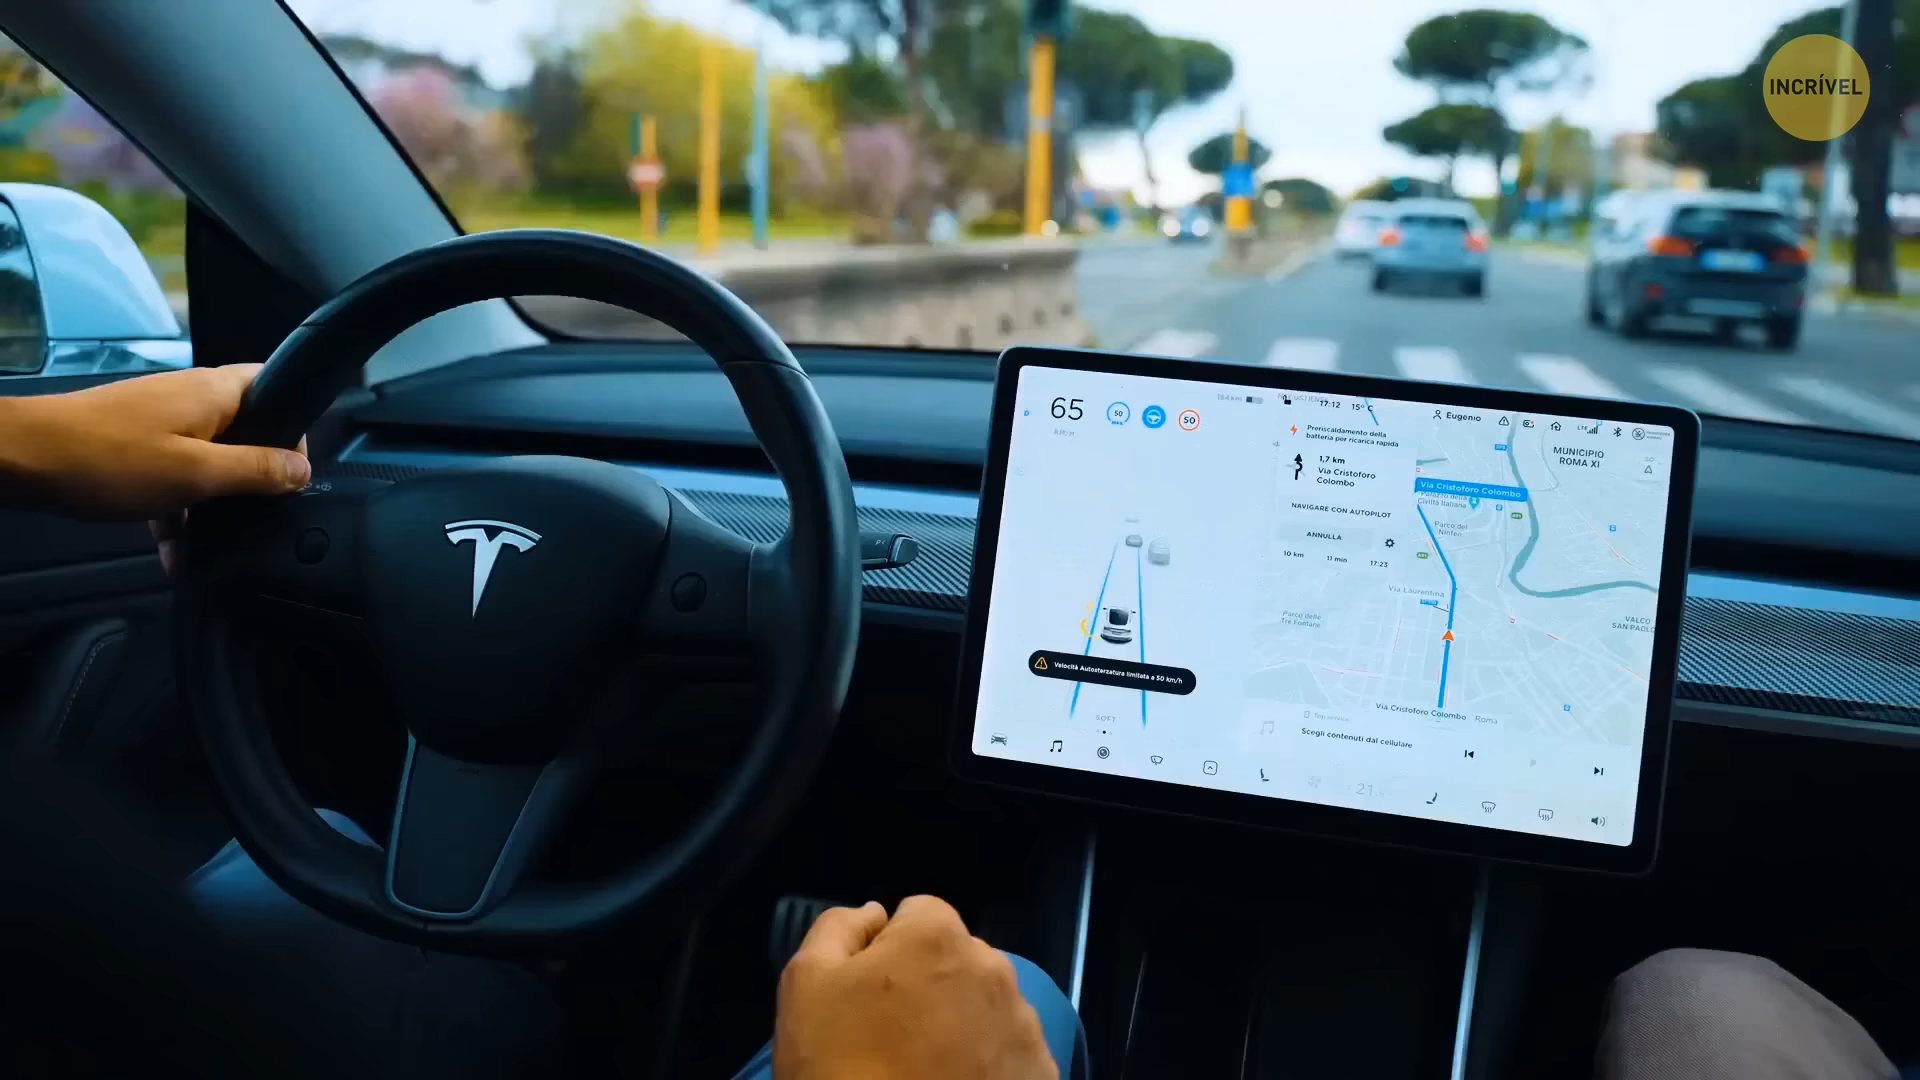 INCRÍVEL
65
50
50
17:12
15° C
Eugenio
LTE
Preriscaldamento della
batteria per ricarica rapida
1,7 km
Via Cristoforo
Colombo
NAVIGARE CON AUTOPILOT
ANNULLA
10 km
11 min
17:23
MUNICIPIO
ROMA XI
Via Cristoforo Colombo
Palazzo della
Civiltà Italiana
Parco del
Ninfeo
Via Laurentina
Parco delle
Tre Fontane
VALCO
SAN PAOLO
Velocità Autosterzatura limitata a 50 km/h
Via Cristoforo Colombo
Roma
SOFT
Scegli contenuti dal cellulare
21